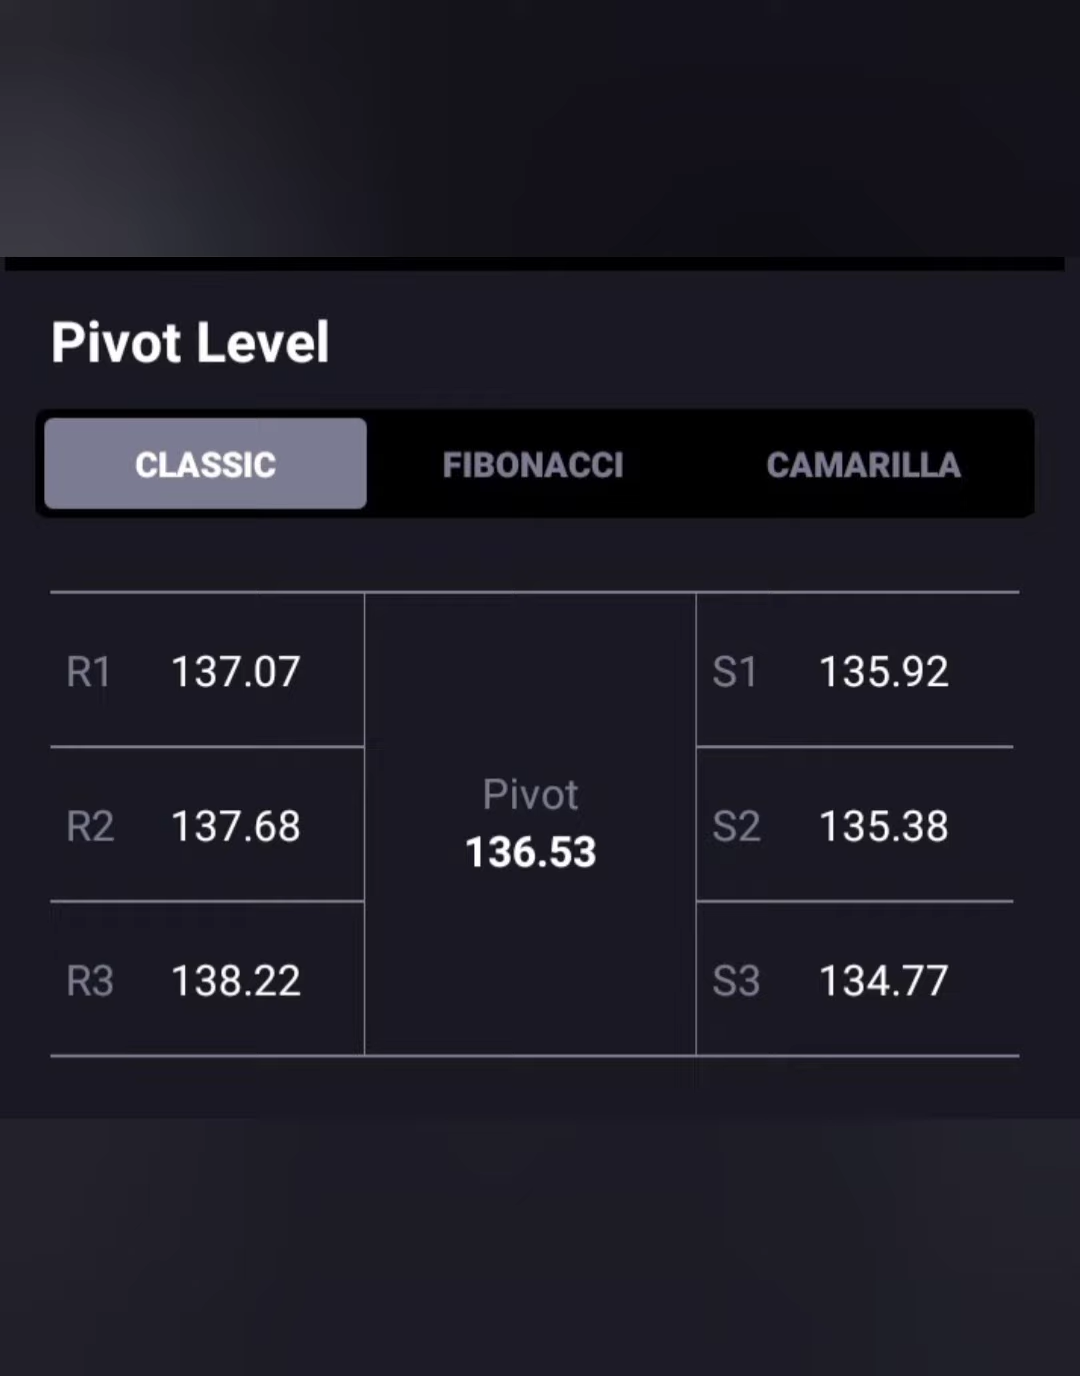 Pivot Level
CLASSIC FIBONACCI CAMARILLA
R1 137.07 S1 135.92
Pivot
R2 137.68 136.53 S2 135.38
R3 138.22 S3 134.77